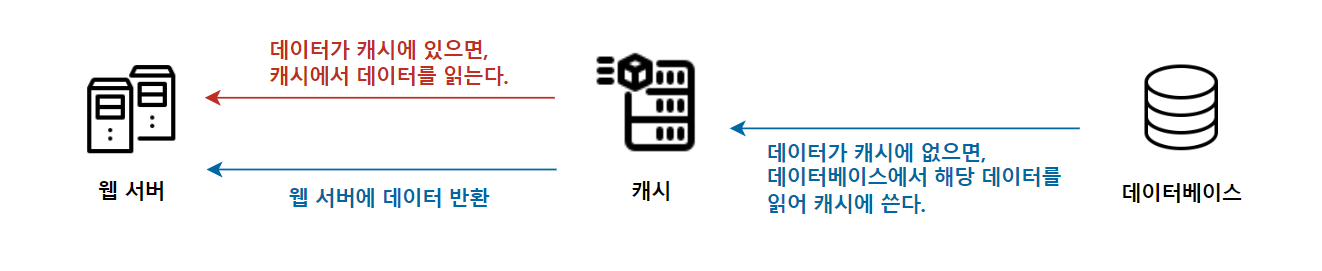 데이터가 캐시에 있으면,
캐시에서 데이터를 읽는다.
웹 서버
웹 서버에 데이터 반환
캐시
데이터가 캐시에 없으면,
데이터베이스에서 해당 데이터를
읽어 캐시에 쓴다.
데이터베이스